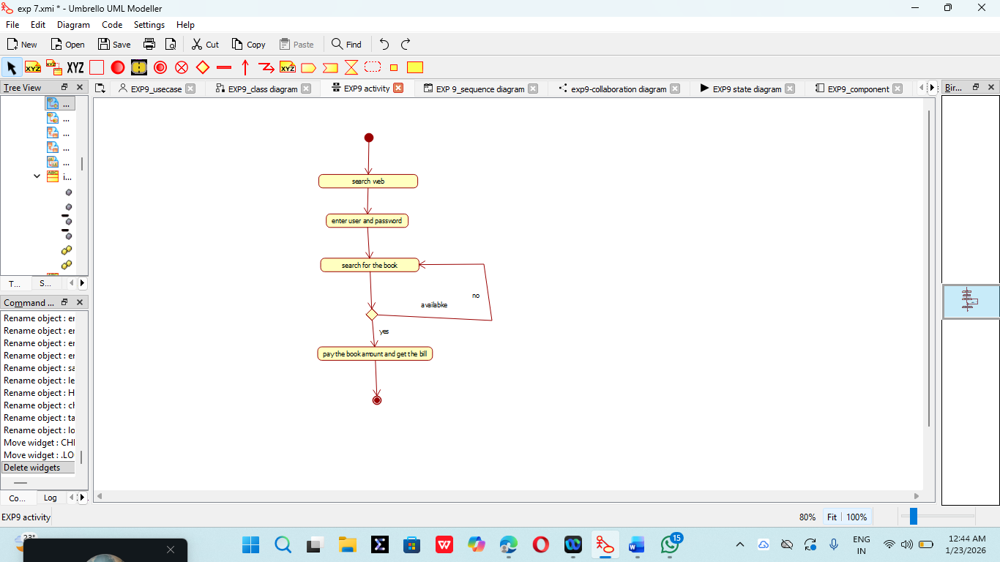 exp 7.xmi * - Umbrello UML Modeller
File Edit Diagram Code Settings Help
New Open Save Cut Copy Paste Find
XYZ XYZ XYZ XYZ
Tree View
EXP9_usecase EXP9_class diagram EXP9 activity EXP 9_sequence diagram exp9-collaboration diagram EXP9 state diagram EXP9_component
Bir...
...
...
...
...
...
ABC i...
T... S...
search web
enter user and password
search for the book
no
availabke
yes
pay the book amount and get the bill
Command ...
Rename object : er
Rename object : er
Rename object : er
Rename object : er
Rename object : sa
Rename object : le
Rename object : H
Rename object : cl
Rename object : ta
Rename object : lo
Move widget : CHI
Move widget : .LO
Delete widgets
Co... Log
EXP9 activity
80% Fit 100%
23°
15
ENG
IN
12:44 AM
1/23/2026